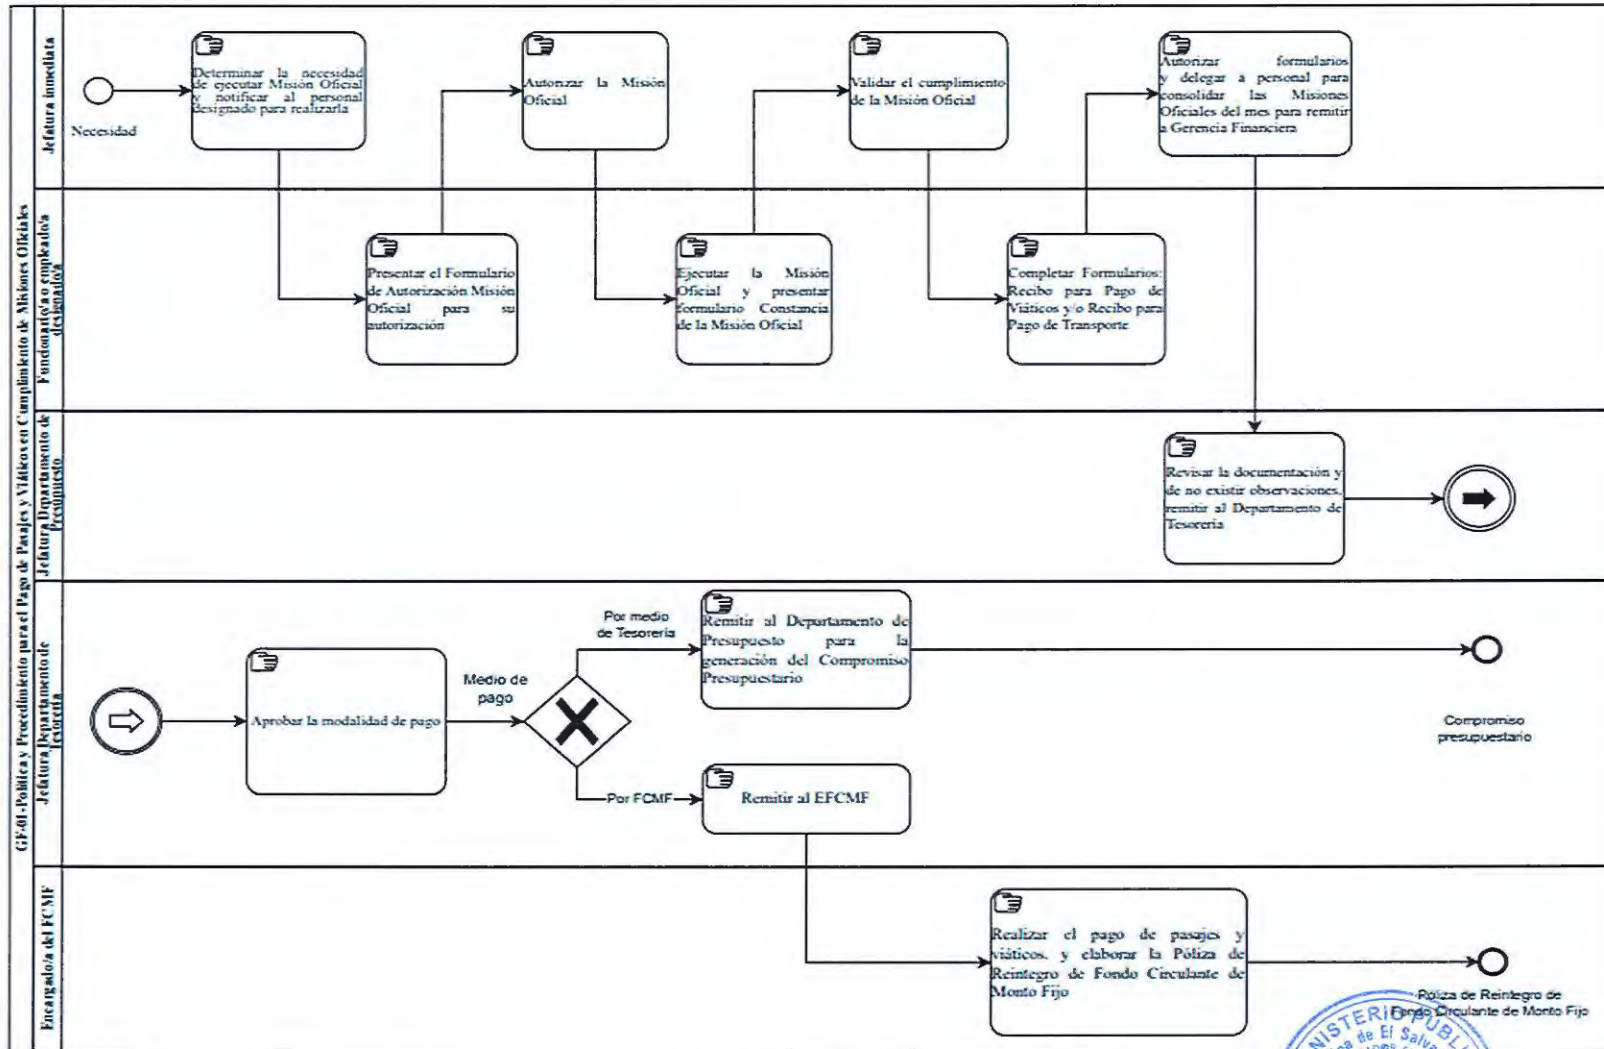 GF-01-Política y Procedimiento para el Pago de Pasajes y Viáticos en Cumplimiento de Misiones Oficiales
Jefatura inmediata
Necesidad
Determinar la necesidad
de ejecutar Misión Oficial
y notificar al personal
designado para realizarla
Autorizar la Misión
Oficial
Validar el cumplimiento
de la Misión Oficial
Autorizar formularios
y delegar a personal para
consolidar las Misiones
Oficiales del mes para remitir
a Gerencia Financiera
Funcionario/a o empleado/a
designado/a
Presentar el Formulario
de Autorización Misión
Oficial para su
autorización
Ejecutar la Misión
Oficial y presentar
formulario Constancia
de la Misión Oficial
Completar Formularios:
Recibo para Pago de
Viáticos y/o Recibo para
Pago de Transporte
Jefatura Departamento de
Presupuesto
Revisar la documentación y
de no existir observaciones,
remitir al Departamento de
Tesorería
Jefatura Departamento de
Tesorería
Aprobar la modalidad de pago
Medio de
pago
Por medio
de Tesorería
Remitir al Departamento de
Presupuesto para la
generación del Compromiso
Presupuestario
Compromiso
presupuestario
Por FCMF
Remitir al EFCMF
Encargado/a del FCMF
Realizar el pago de pasajes y
viáticos, y elaborar la Póliza de
Reintegro de Fondo Circulante de
Monto Fijo
Póliza de Reintegro de
Fondo Circulante de Monto Fijo
NISTERIO PUBL
de El Salva